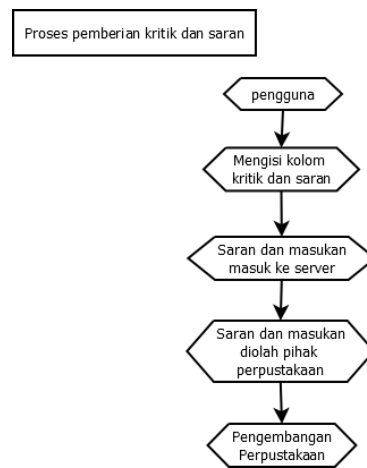 Proses pemberian kritik dan saran
pengguna
Mengisi kolom
kritik dan saran
Saran dan masukan
masuk ke server
Saran dan masukan
diolah pihak
perpustakaan
Pengembangan
Perpustakaan